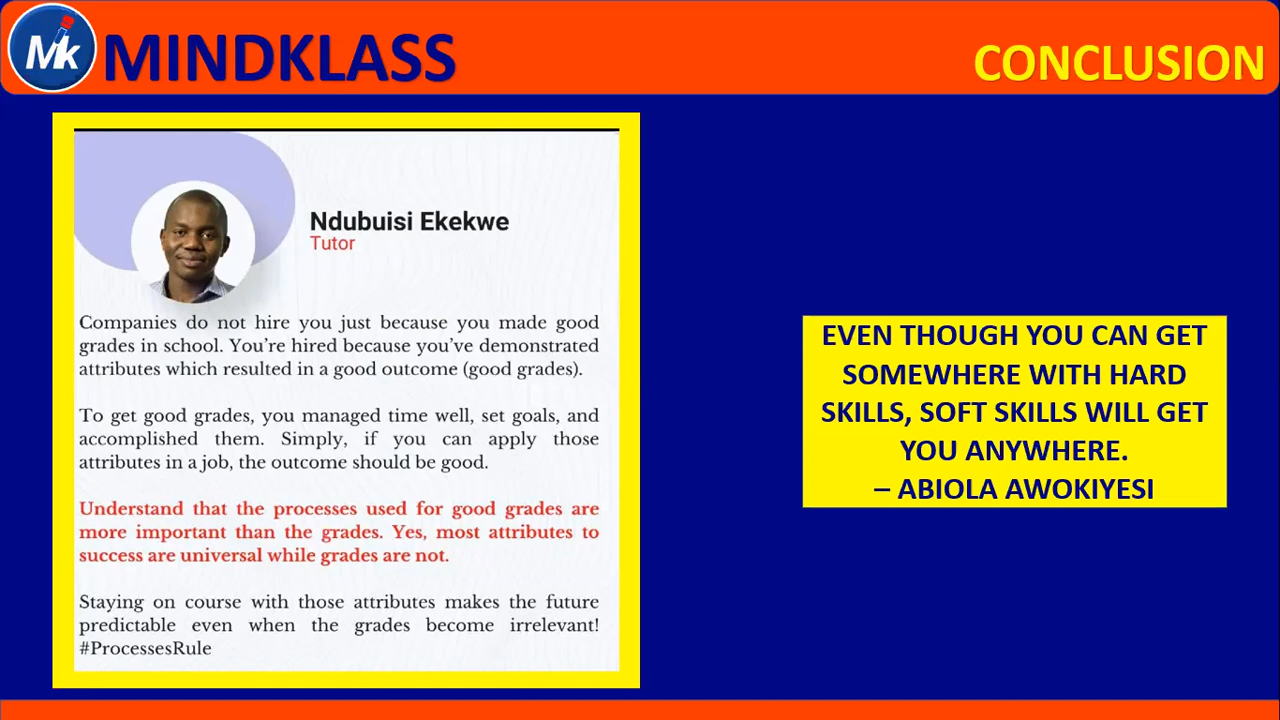 Mk MINDKLASS
CONCLUSION
Ndubuisi Ekekwe
Tutor
Companies do not hire you just because you made good
grades in school. You’re hired because you’ve demonstrated
attributes which resulted in a good outcome (good grades).
To get good grades, you managed time well, set goals, and
accomplished them. Simply, if you can apply those
attributes in a job, the outcome should be good.
Understand that the processes used for good grades are
more important than the grades. Yes, most attributes to
success are universal while grades are not.
Staying on course with those attributes makes the future
predictable even when the grades become irrelevant!
#ProcessesRule
EVEN THOUGH YOU CAN GET
SOMEWHERE WITH HARD
SKILLS, SOFT SKILLS WILL GET
YOU ANYWHERE.
– ABIOLA AWOKIYESI